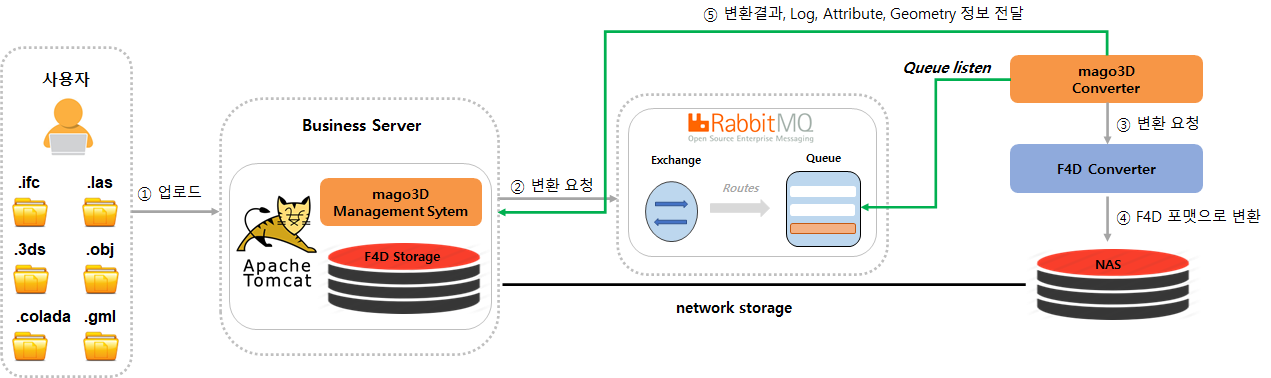 ⑤ 변환결과, Log, Attribute, Geometry 정보 전달
사용자
.ifc
.las
.3ds
.obj
.colada
.gml
① 업로드
Business Server
mago3D
Management Sytem
Apache
Tomcat
F4D Storage
② 변환 요청
RabbitMQ
Open Source Enterprise Messaging
Exchange
Routes
Queue
Queue listen
mago3D
Converter
③ 변환 요청
F4D Converter
④ F4D 포맷으로 변환
NAS
network storage